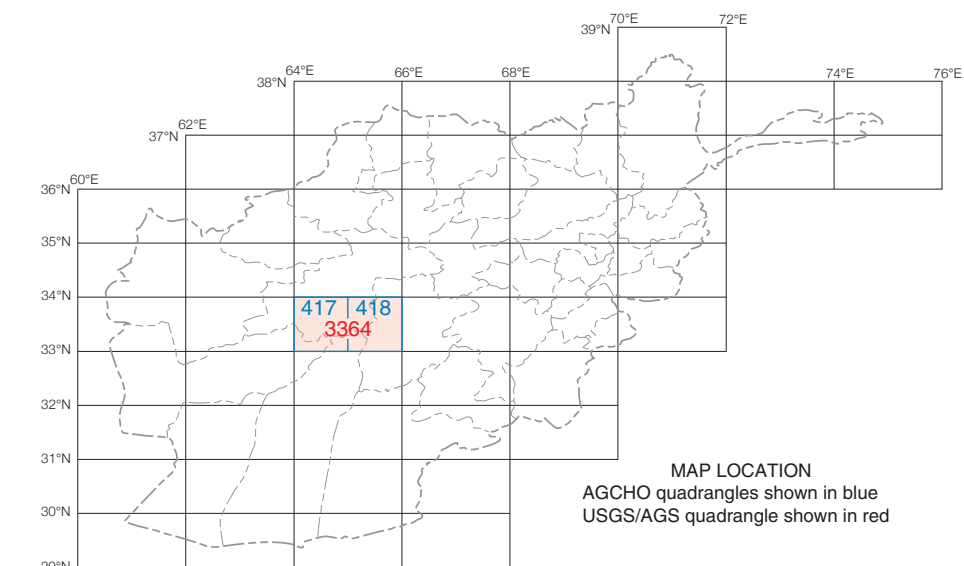 70°E 72°E
39°N
64°E 66°E 68°E 74°E 76°E
38°N
62°E
37°N
60°E
36°N
35°N
34°N
417 418
3364
33°N
32°N
31°N
MAP LOCATION
AGCHO quadrangles shown in blue
USGS/AGS quadrangle shown in red
30°N
29°N